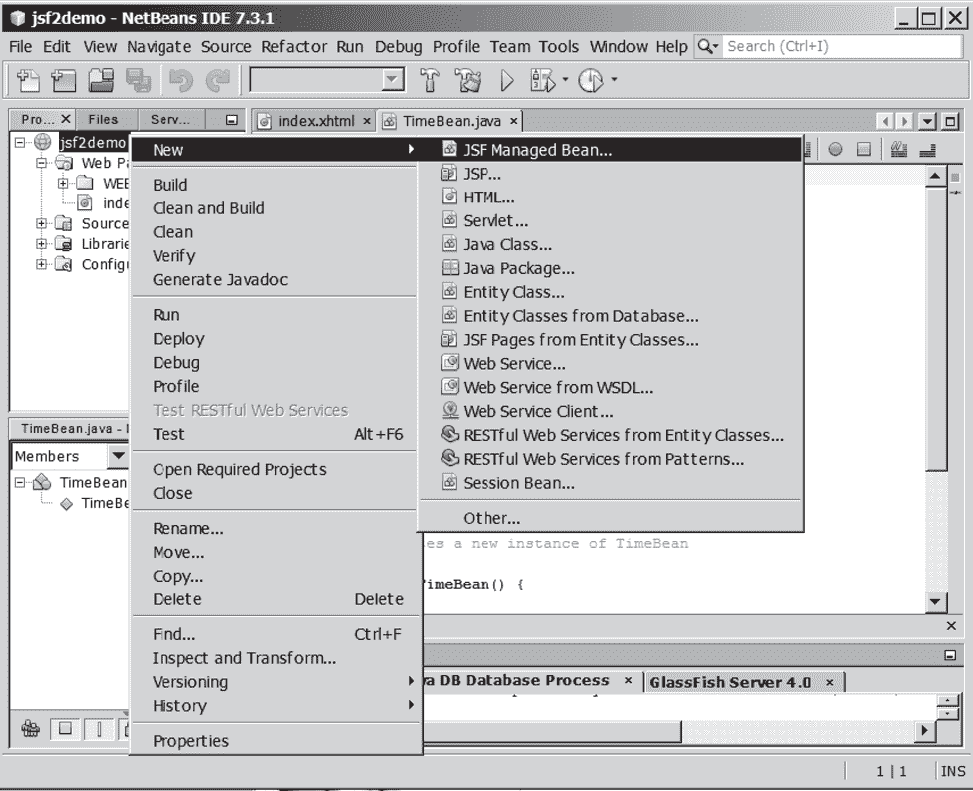 jsf2demo - NetBeans IDE 7.3.1
File Edit View Navigate Source Refactor Run Debug Profile Team Tools Window Help Search (Ctrl+I)
Pro... Files Serv... index.xhtml TimeBean.java
jsf2demo
Web Pa
WEE
inde
Source
Librarie
Config
New
Build
Clean and Build
Clean
Verify
Generate Javadoc
Run
Deploy
Debug
Profile
Test RESTful Web Services
Test Alt+F6
Open Required Projects
Close
Rename...
Move...
Copy...
Delete Delete
Find... Ctrl+F
Inspect and Transform...
Versioning
History
Properties
JSF Managed Bean...
JSP...
HTML...
Servlet...
Java Class...
Java Package...
Entity Class...
Entity Classes from Database...
JSF Pages from Entity Classes...
Web Service...
Web Service from WSDL...
Web Service Client...
RESTful Web Services from Entity Classes...
RESTful Web Services from Patterns...
Session Bean...
Other...
TimeBean.java -
Members
TimeBean
TimeBe
es a new instance of TimeBean
TimeBean() {
va DB Database Process GlassFish Server 4.0
1 | 1 INS